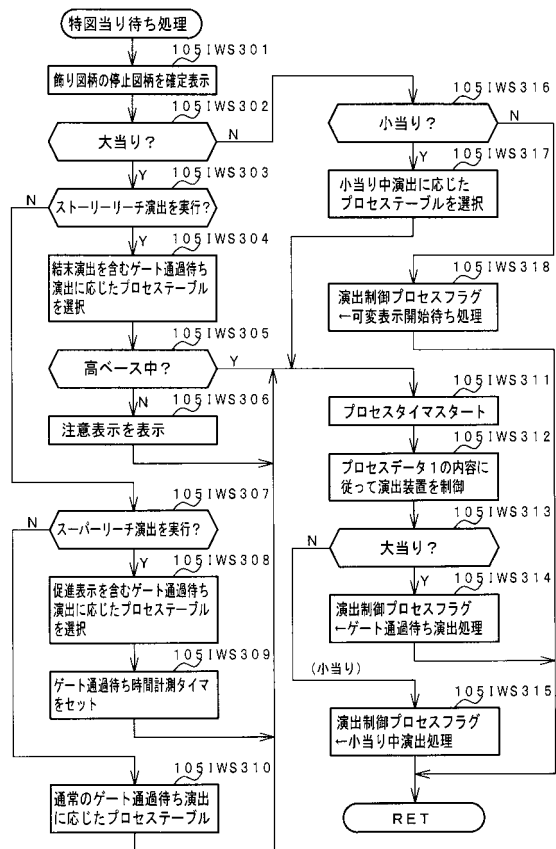 特図当り待ち処理
105IWS301
飾り図柄の停止図柄を確定表示
105IWS302
大当り?
N
Y
105IWS303
ストーリーリーチ演出を実行?
N
Y
105IWS304
結末演出を含むゲート通過待ち
演出に応じたプロセステーブル
を選択
105IWS305
高ベース中?
Y
N
105IWS306
注意表示を表示
105IWS307
スーパーリーチ演出を実行?
N
Y
105IWS308
促進表示を含むゲート通過待ち
演出に応じたプロセステーブル
を選択
105IWS309
ゲート通過待ち時間計測タイマ
をセット
105IWS310
通常のゲート通過待ち演出
に応じたプロセステーブル
105IWS316
小当り?
N
Y
105IWS317
小当り中演出に応じた
プロセステーブルを選択
105IWS318
演出制御プロセスフラグ
←可変表示開始待ち処理
105IWS311
プロセスタイマスタート
105IWS312
プロセスデータ1の内容に
従って演出装置を制御
105IWS313
大当り?
N
Y
105IWS314
演出制御プロセスフラグ
←ゲート通過待ち演出処理
(小当り)
105IWS315
演出制御プロセスフラグ
←小当り中演出処理
RET